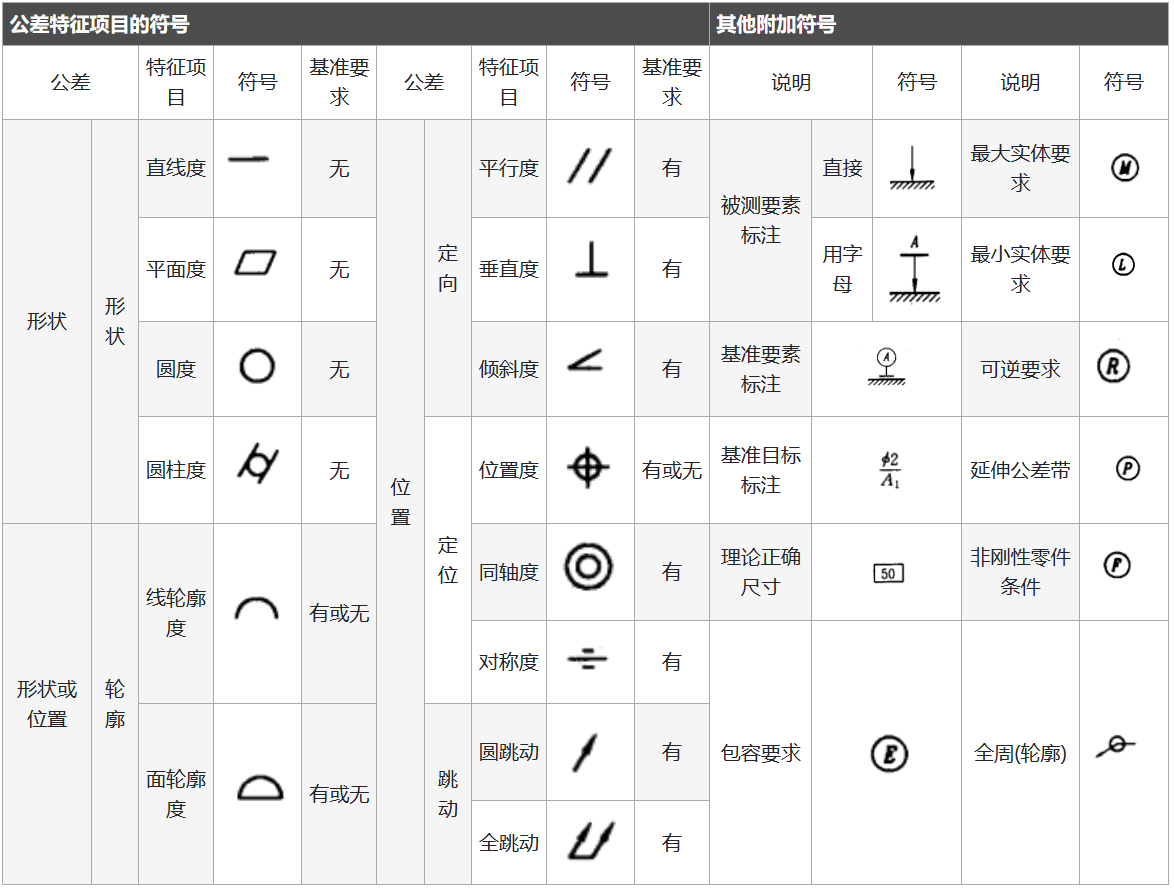 公差特征项目的符号
其他附加符号
公差
特征项
目
符号
基准要
求
公差
特征项
目
符号
基准要
求
说明
符号
说明
符号
形状
形
状
直线度
无
位
置
定
向
平行度
有
被测要素
标注
直接
最大实体要
求
M
平面度
无
垂直度
有
用字
母
A
最小实体要
求
L
圆度
无
倾斜度
有
基准要素
标注
A
可逆要求
R
圆柱度
无
定
位
位置度
有或无
基准目标
标注
ϕ2
A₁
延伸公差带
P
形状或
位置
轮
廓
线轮廓
度
有或无
同轴度
有
理论正确
尺寸
50
非刚性零件
条件
F
对称度
有
包容要求
E
全周(轮廓)
面轮廓
度
有或无
跳
动
圆跳动
有
全跳动
有